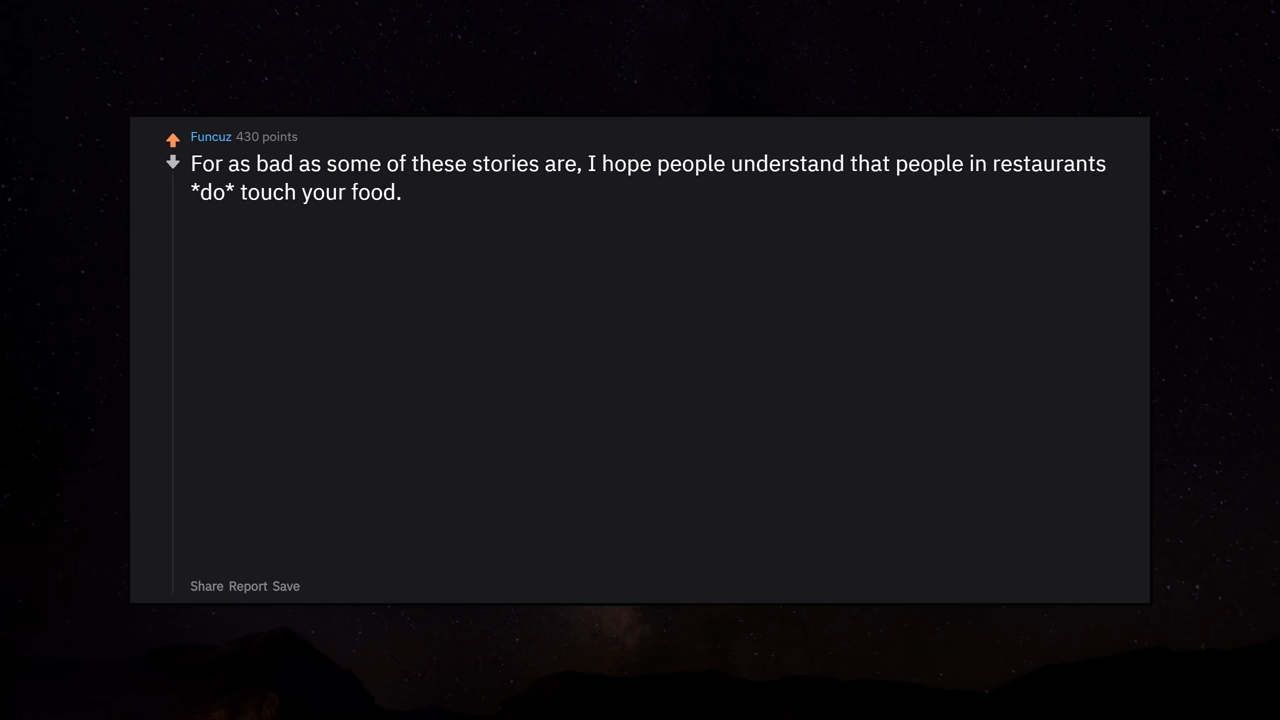 Funcuz 430 points
For as bad as some of these stories are, I hope people understand that people in restaurants
*do* touch your food.
Share Report Save